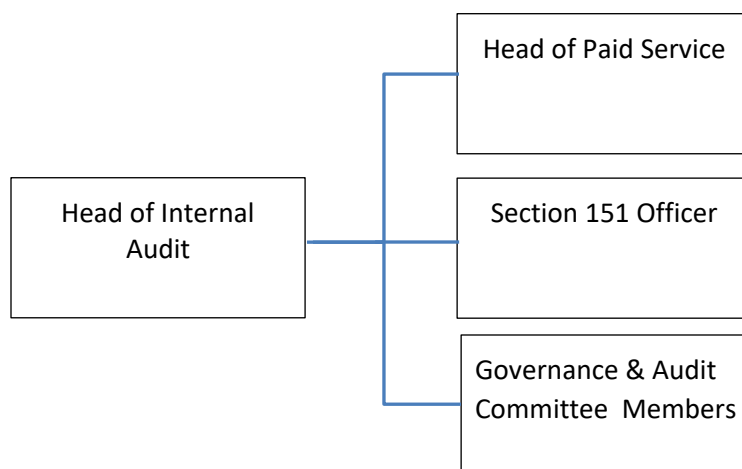 Head of Paid Service
Head of Internal
Audit
Section 151 Officer
Governance & Audit
Committee  Members